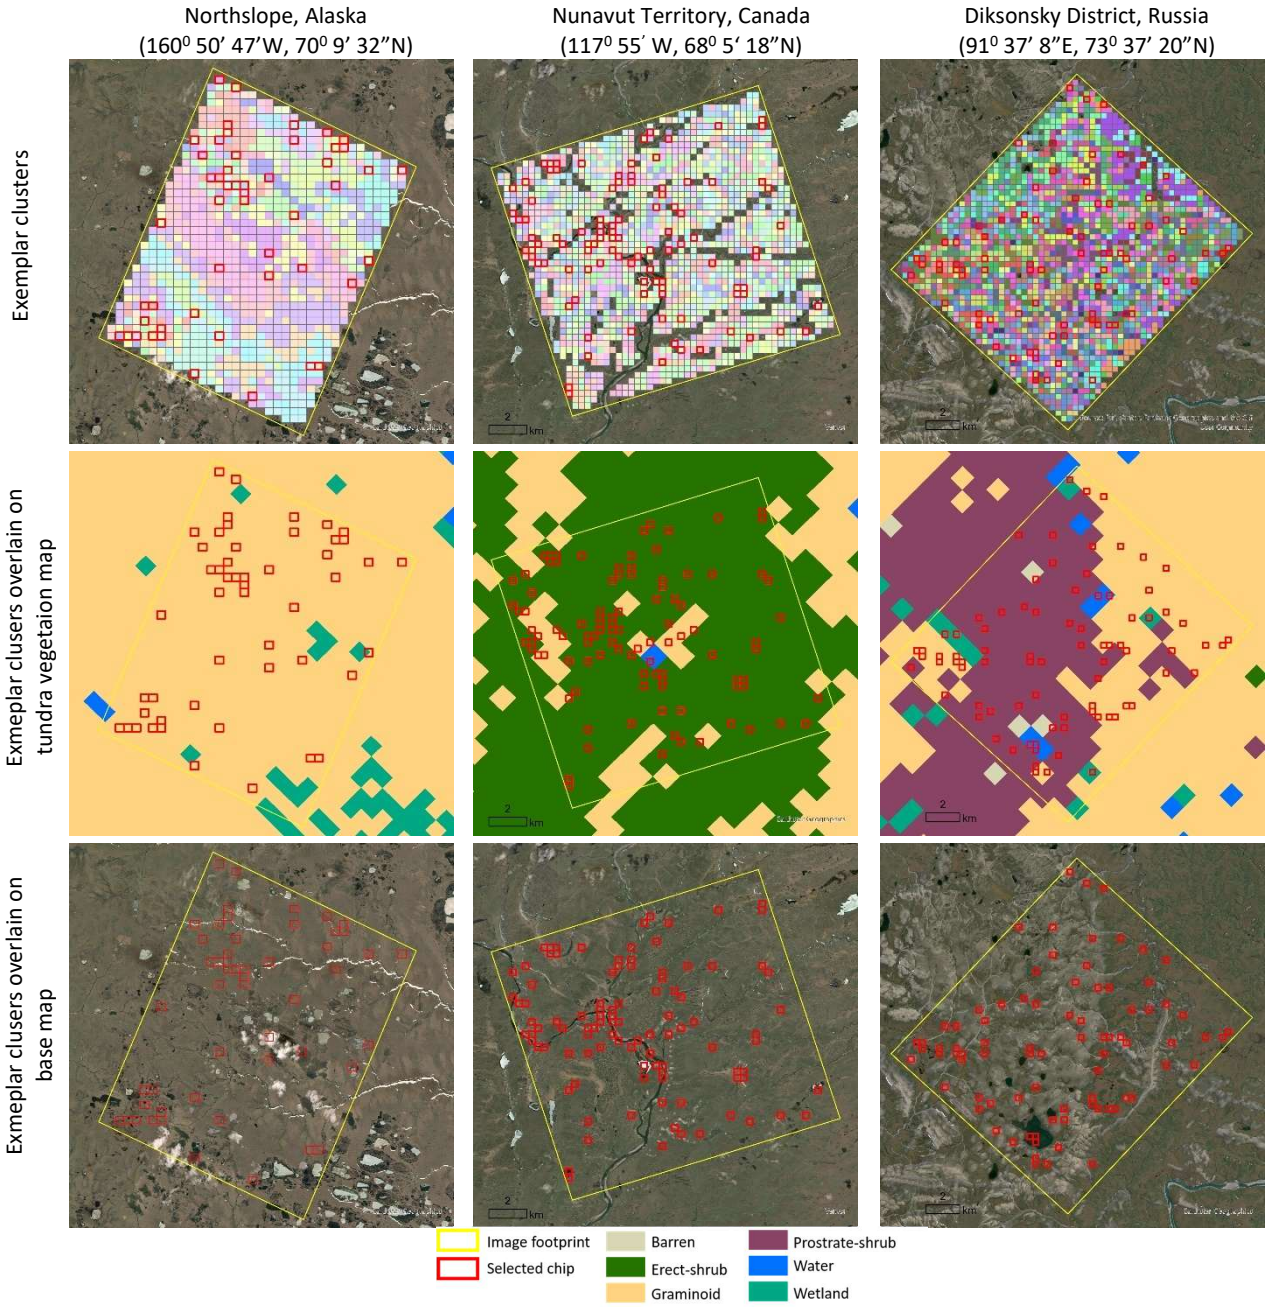 Northslope, Alaska
(160⁰ 50’ 47’W, 70⁰ 9’ 32”N)
Nunavut Territory, Canada
(117⁰ 55’ W, 68⁰ 5‘ 18”N)
Diksonsky District, Russia
(91⁰ 37’ 8”E, 73⁰ 37’ 20”N)
Exemplar clusters
2
km
2
km
Exmeplar clusers overlain on
tundra vegetaion map
2
km
2
km
Exmeplar clusers overlain on
base map
2
km
2
km
Image footprint
Selected chip
Barren
Erect-shrub
Graminoid
Prostrate-shrub
Water
Wetland